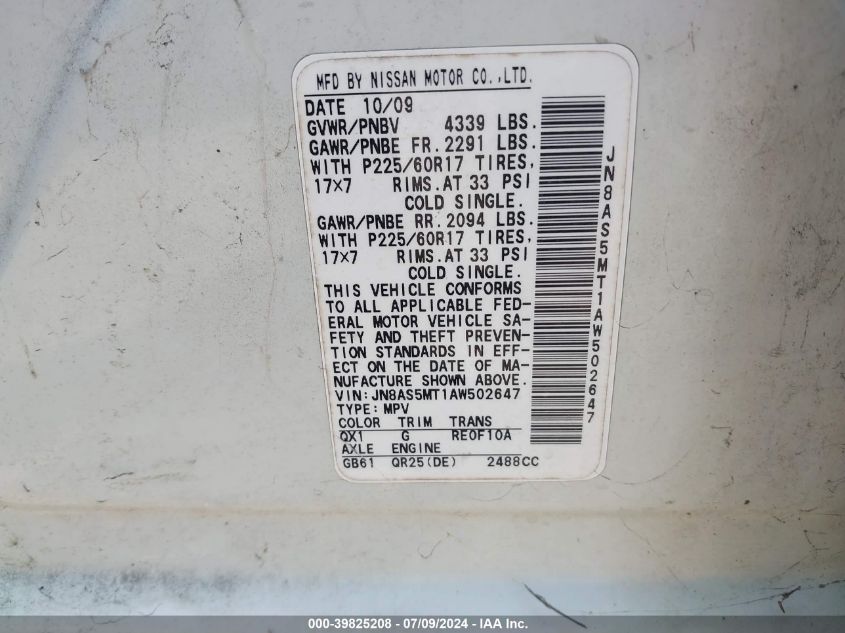 MFD BY NISSAN MOTOR CO.,LTD.
DATE 10/09
GVWR/PNBV 4339 LBS.
GAWR/PNBE FR. 2291 LBS.
WITH P225/60R17 TIRES,
17×7 RIMS.AT 33 PSI
COLD SINGLE.
GAWR/PNBE RR. 2094 LBS.
WITH P225/60R17 TIRES,
17×7 RIMS.AT 33 PSI
COLD SINGLE.
THIS VEHICLE CONFORMS
TO ALL APPLICABLE FED-
ERAL MOTOR VEHICLE SA-
FETY AND THEFT PREVEN-
TION STANDARDS IN EFF-
ECT ON THE DATE OF MA-
NUFACTURE SHOWN ABOVE.
VIN:JN8AS5MT1AW502647
TYPE:MPV
COLOR TRIM TRANS
QX1 G RE0F10A
AXLE ENGINE
GB61 QR25(DE) 2488CC
JN8AS5MT1AW502647
000-39825208 - 07/09/2024 - IAA Inc.